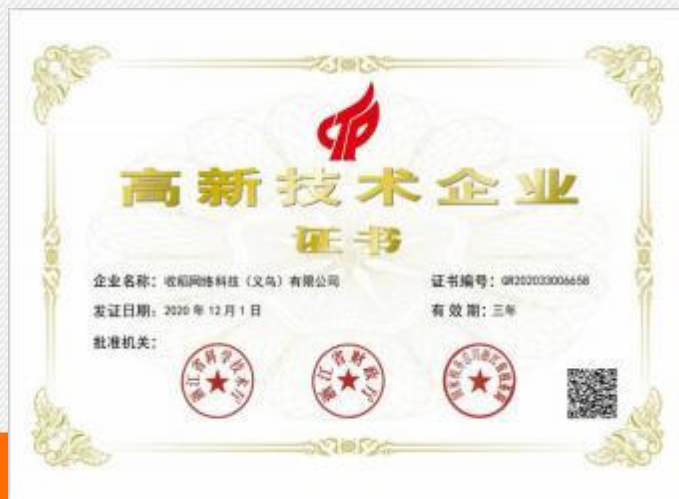 高新技术企业
证书
企业名称：收稻网络科技（义乌）有限公司
证书编号：GR202033006658
发证日期：2020 年 12 月 1 日
有 效 期：三年
批准机关：
浙江省科学技术厅
浙江省财政厅